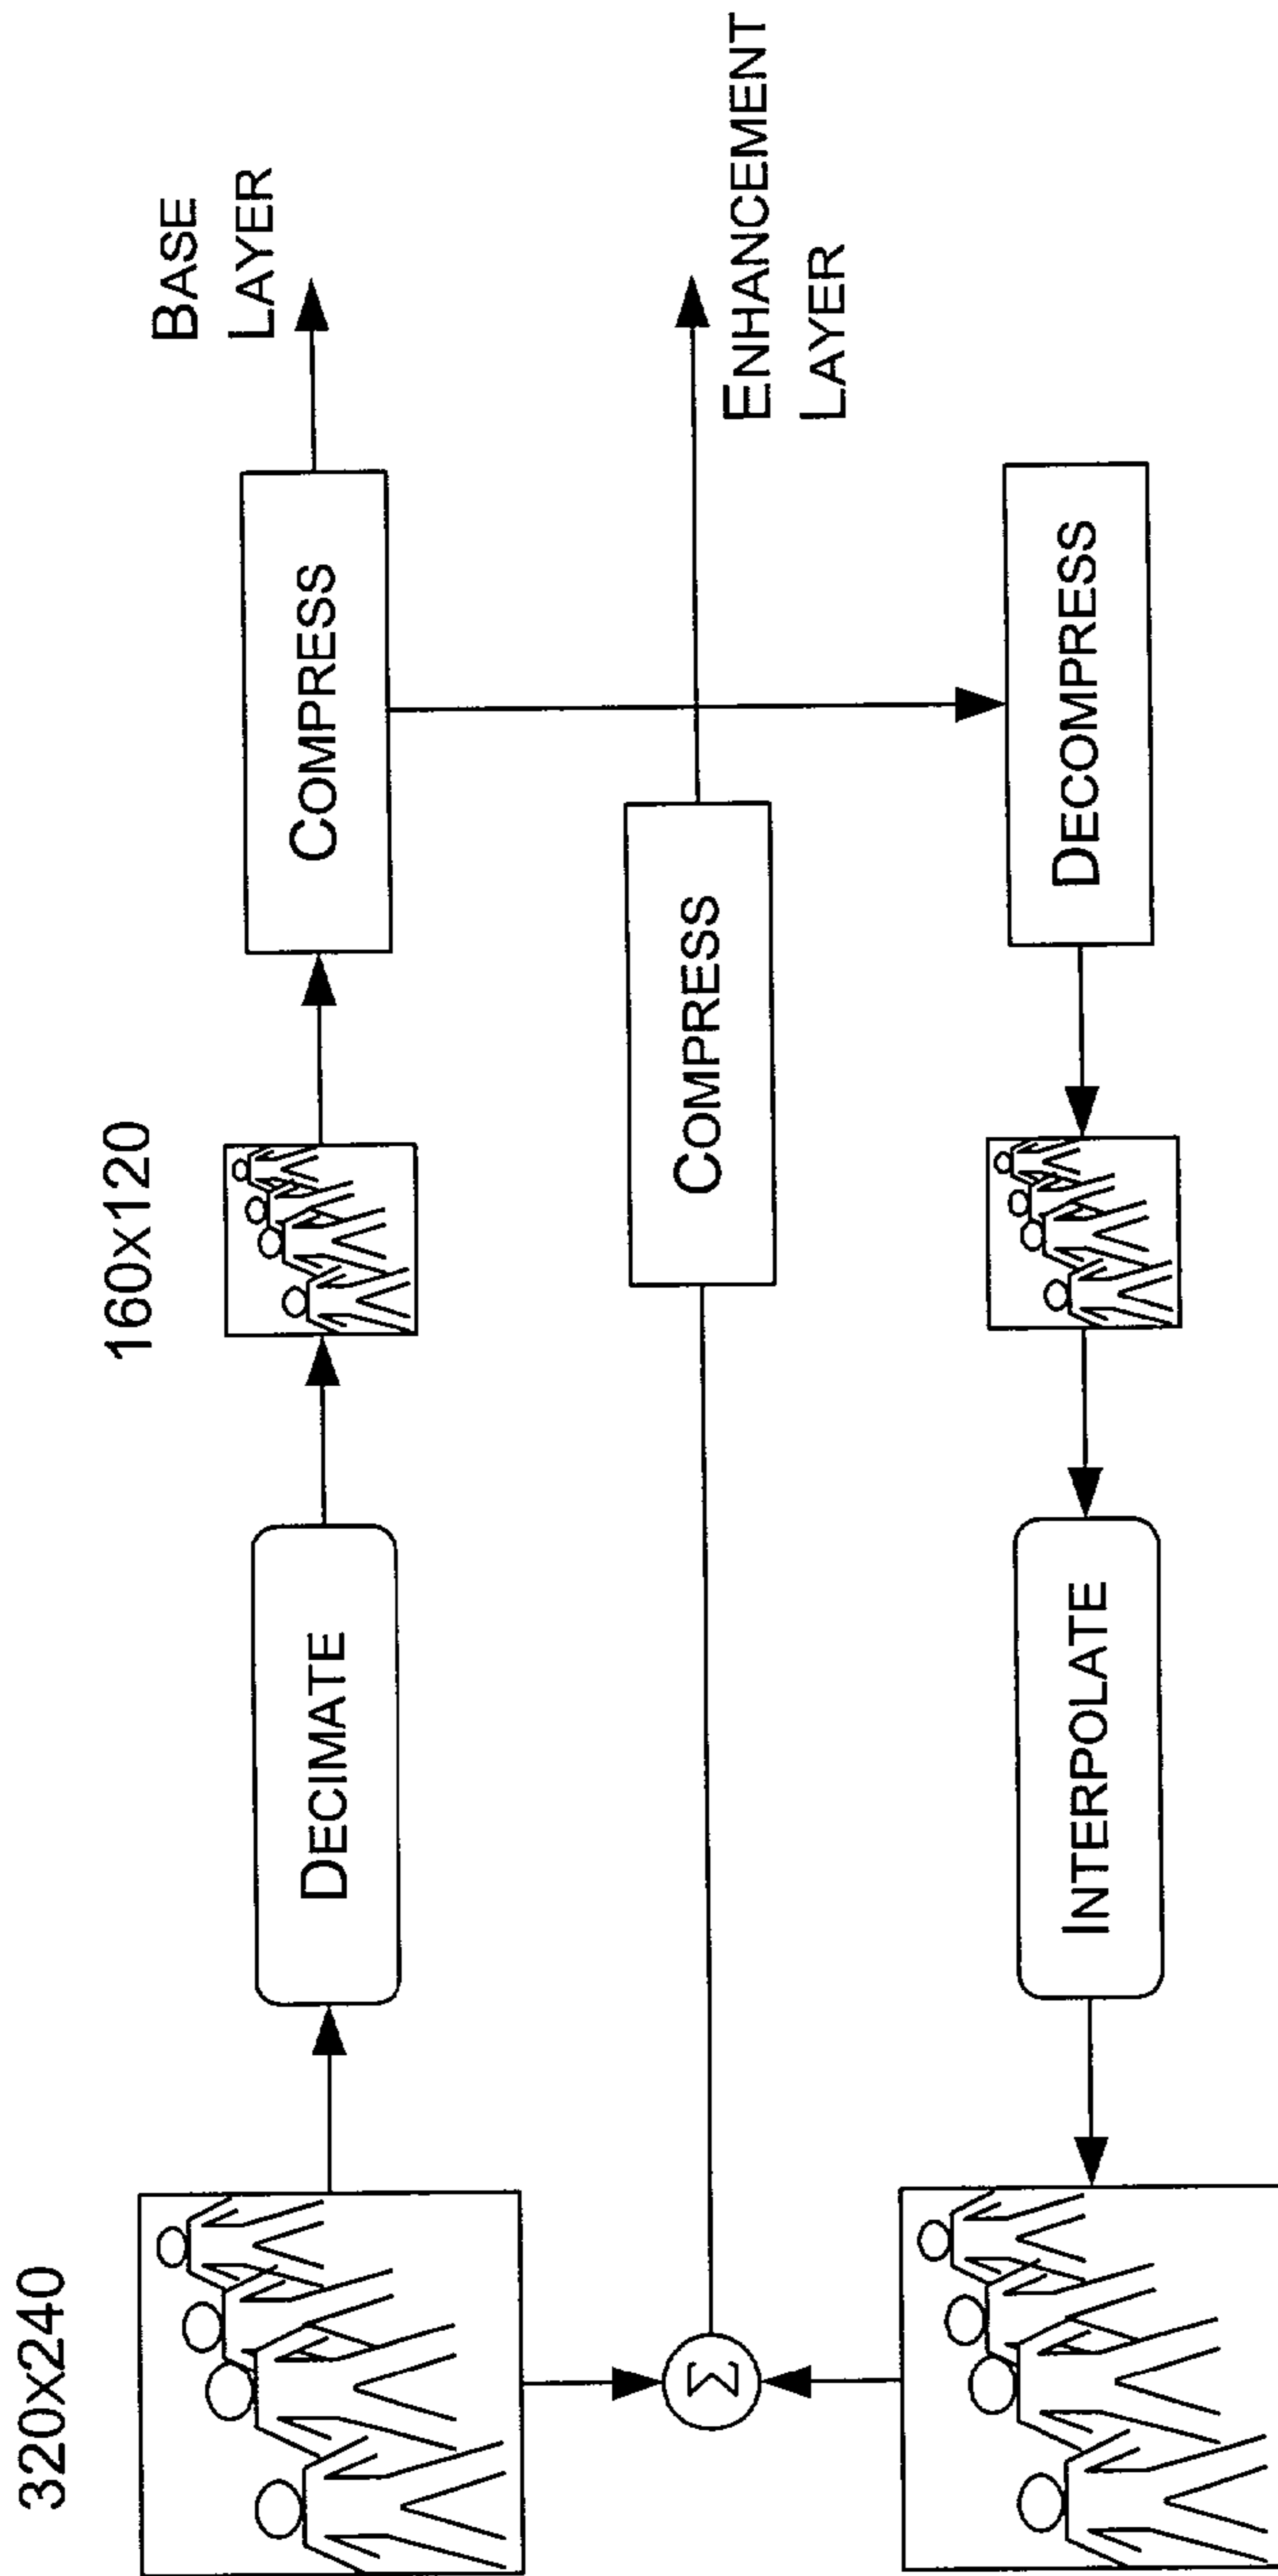 320x240
160x120
BASE
LAYER
DECIMATE
COMPRESS
Σ
COMPRESS
ENHANCEMENT
LAYER
INTERPOLATE
DECOMPRESS